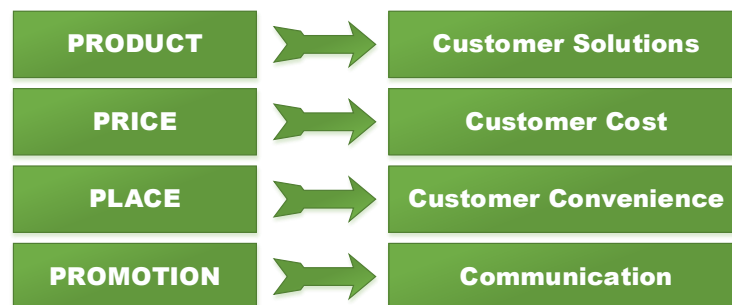 PRODUCT
Customer Solutions
PRICE
Customer Cost
PLACE
Customer Convenience
PROMOTION
Communication